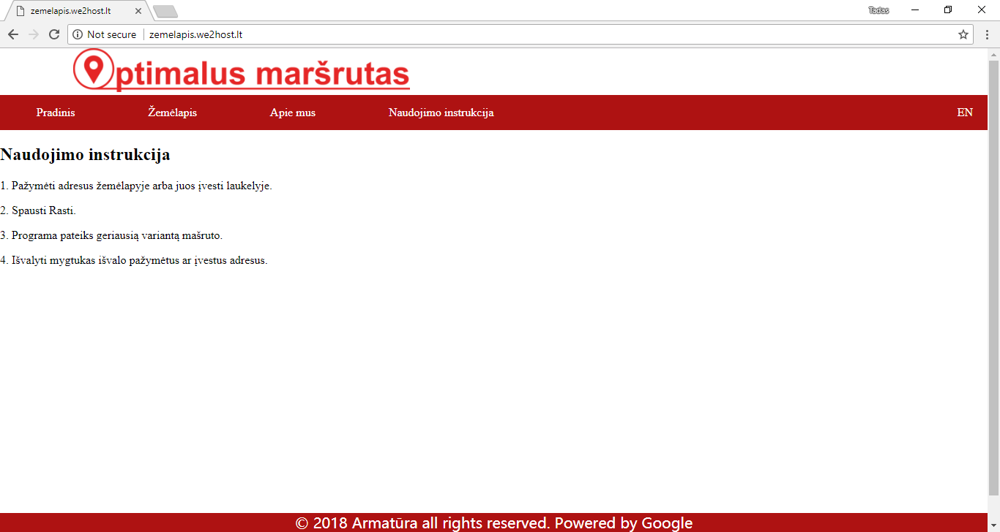 zemelapis.we2host.lt
Tadas
Not secure
zemelapis.we2host.lt
ptimalus maršrutas
Pradinis
Žemėlapis
Apie mus
Naudojimo instrukcija
EN
Naudojimo instrukcija
1. Pažymėti adresus žemėlapyje arba juos įvesti laukelyje.
2. Spausti Rasti.
3. Programa pateiks geriausią variantą mašruto.
4. Išvalyti mygtukas išvalo pažymėtus ar įvestus adresus.
© 2018 Armatūra all rights reserved. Powered by Google